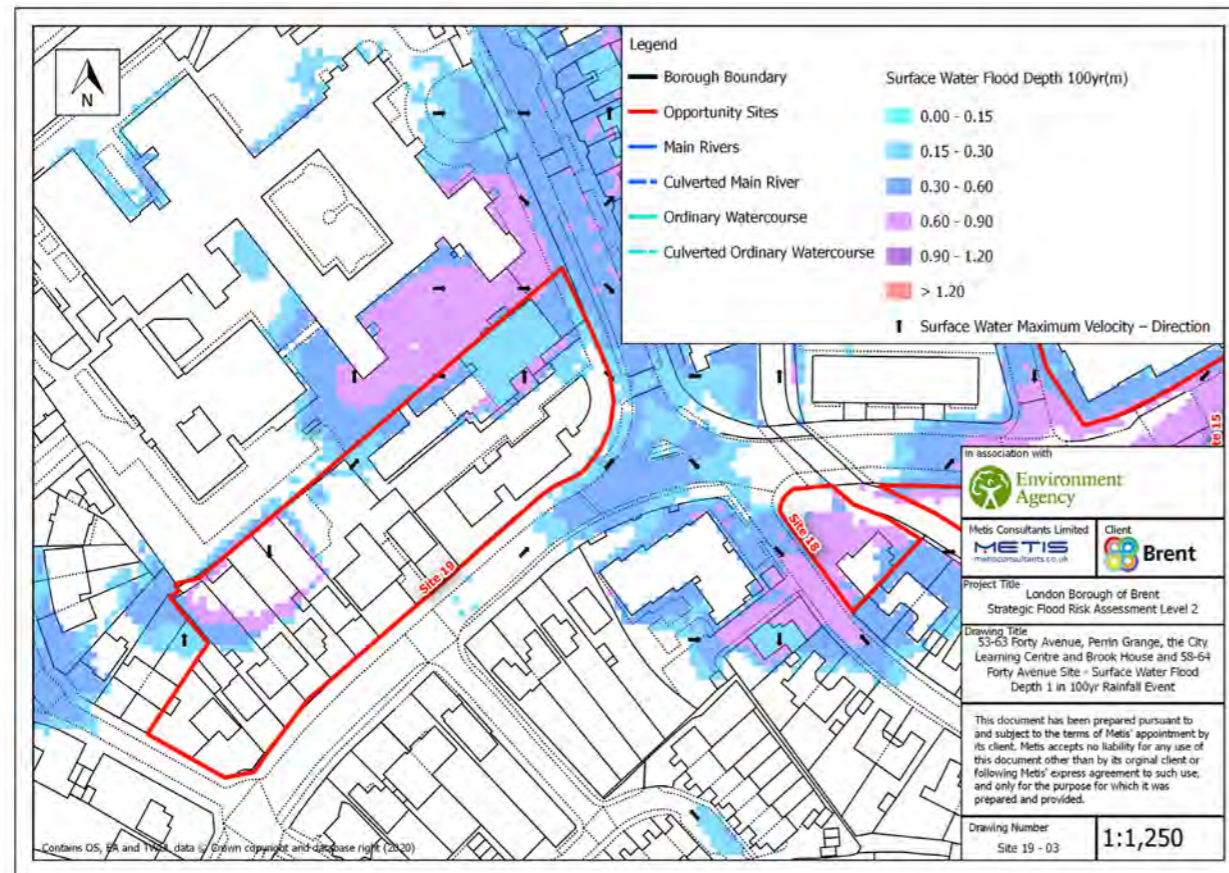 N
Legend
Borough Boundary
Opportunity Sites
Main Rivers
Culverted Main River
Ordinary Watercourse
Culverted Ordinary Watercourse
Surface Water Flood Depth 100yr(m)
0.00 - 0.15
0.15 - 0.30
0.30 - 0.60
0.60 - 0.90
0.90 - 1.20
> 1.20
Surface Water Maximum Velocity – Direction
Site 19
Site 18
In association with
Environment
Agency
Metis Consultants Limited
METIS
metisconsultants.co.uk
Client
Brent
Project Title
London Borough of Brent
Strategic Flood Risk Assessment Level 2
Drawing Title
53-63 Forty Avenue, Perrin Grange, the City
Learning Centre and Brook House and 58-64
Forty Avenue Site - Surface Water Flood
Depth 1 in 100yr Rainfall Event
This document has been prepared pursuant to
and subject to the terms of Metis' appointment by
its client. Metis accepts no liability for any use of
this document other than by its orginal client or
following Metis' express agreement to such use,
and only for the purpose for which it was
prepared and provided.
Drawing Number
Site 19 - 03
1:1,250
Contains OS, EA and data © Crown copyright and database right (2020)